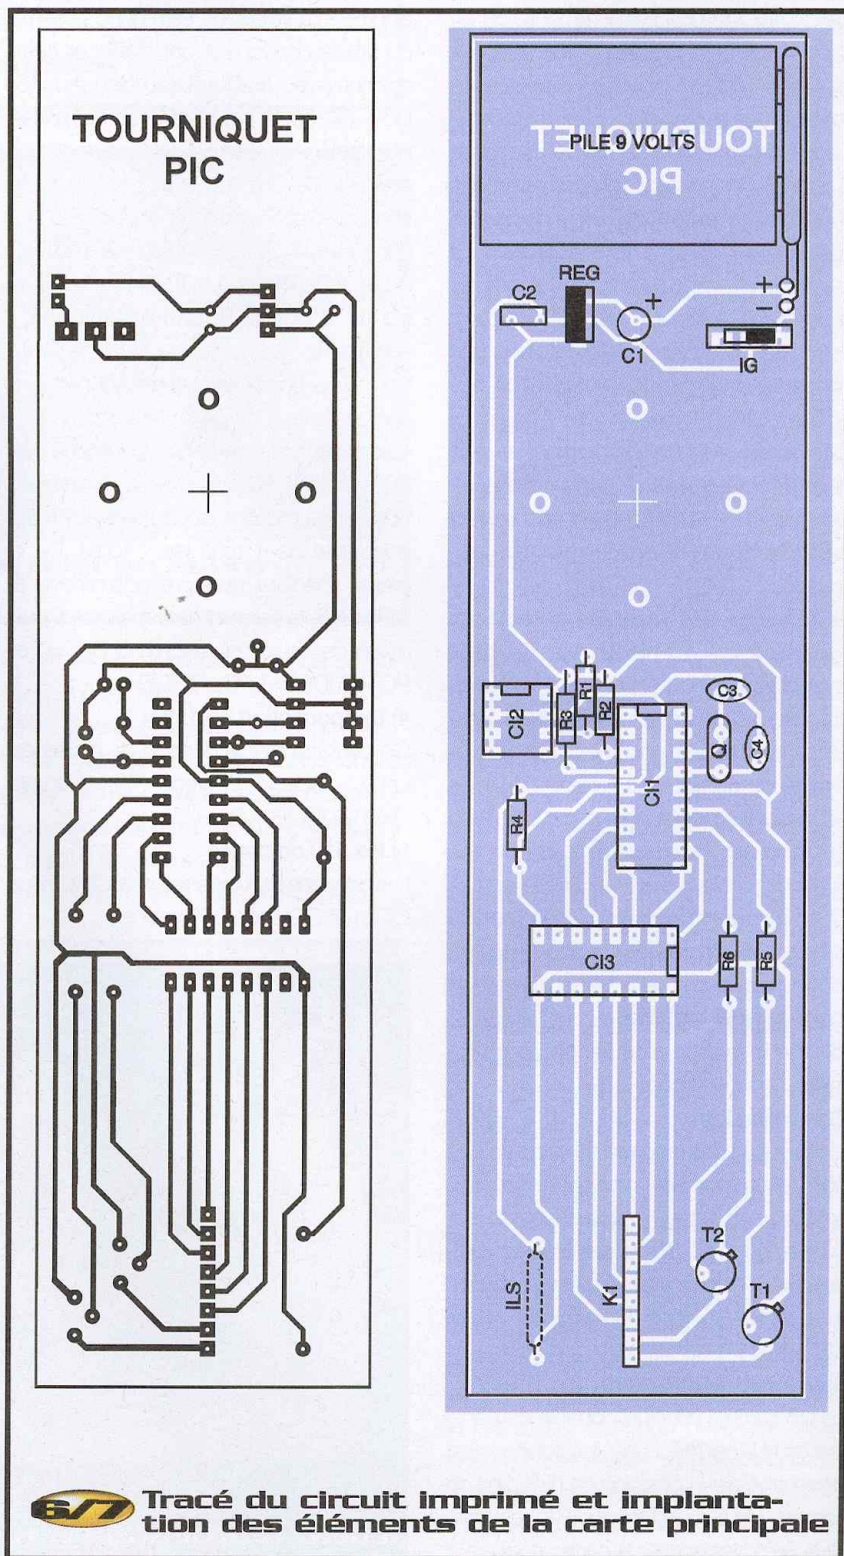 TOURNIQUET
PIC
TOURNIQUET
PIC
PILE 9 VOLTS
REG
C2
+
C1
+
−
IG
CI2
R3
R1
R2
C3
Q
C4
CI1
R4
CI3
R6
R5
ILS
K1
T2
T1
6/7 Tracé du circuit imprimé et implanta-
tion des éléments de la carte principale